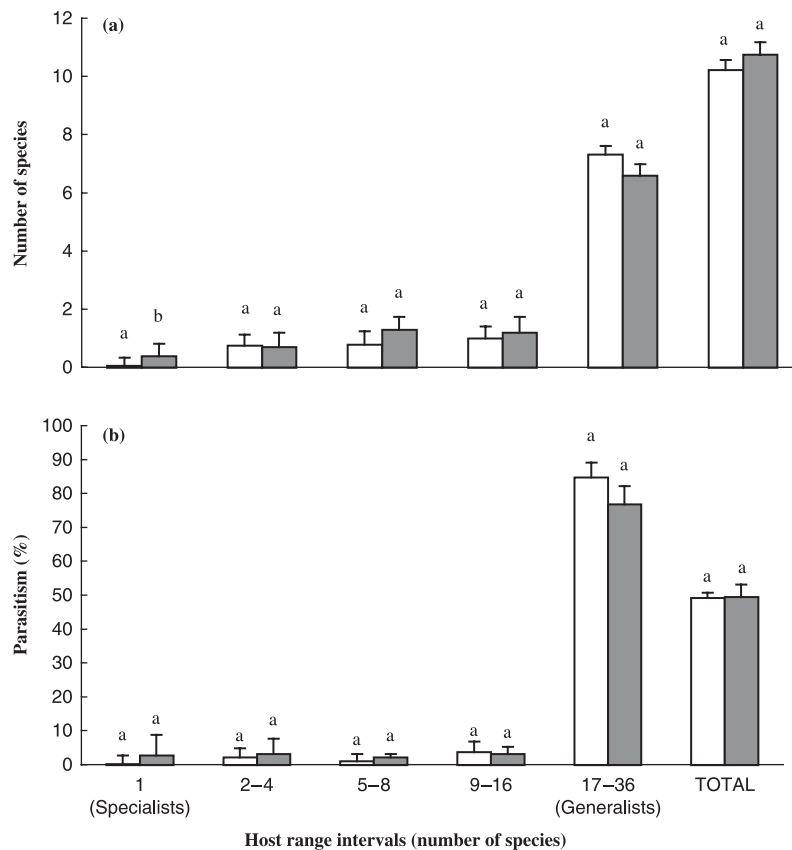 (a)
12
10
8
6
4
2
0
Number of species
a b a a a a a a a a a a
(b)
100
90
80
70
60
50
40
30
20
10
0
Parasitism (%)
a a a a a a a a a a a a
1 2–4 5–8 9–16 17–36 TOTAL
(Specialists) (Generalists)
Host range intervals (number of species)